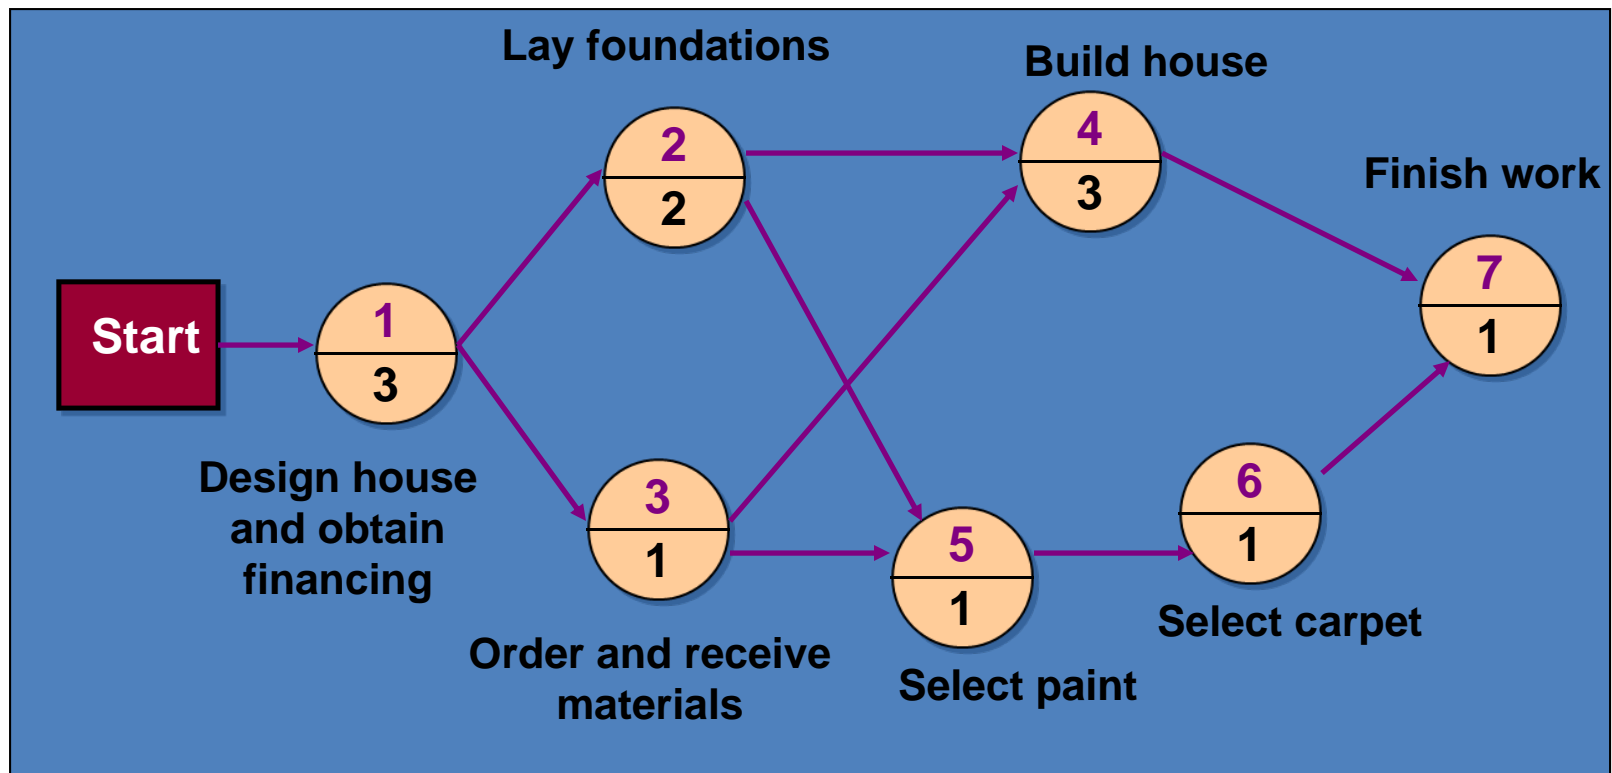 Lay foundations
Build house
2
2
4
3
Finish work
7
1
Start
1
3
Design house
and obtain
financing
3
1
Order and receive
materials
5
1
Select paint
6
1
Select carpet